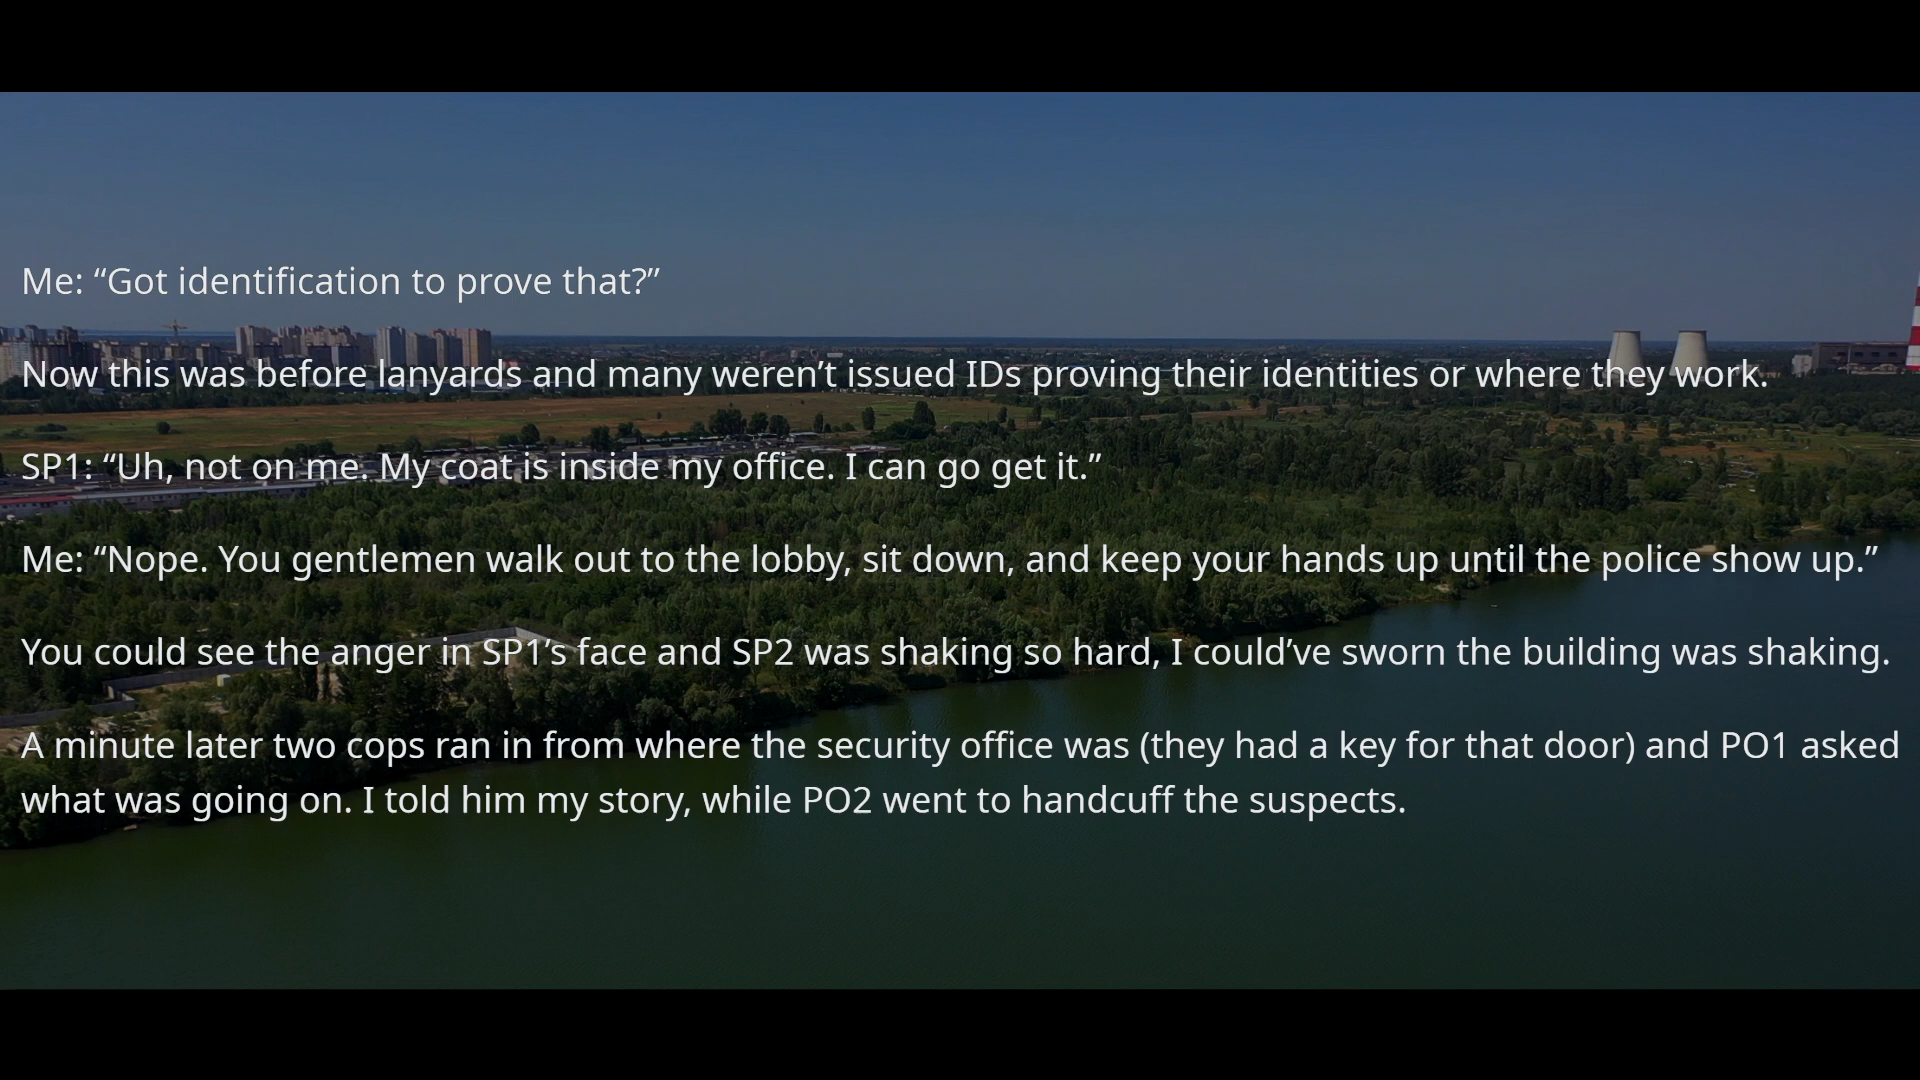 Me: “Got identification to prove that?”
Now this was before lanyards and many weren’t issued IDs proving their identities or where they work.
SP1: “Uh, not on me. My coat is inside my office. I can go get it.”
Me: “Nope. You gentlemen walk out to the lobby, sit down, and keep your hands up until the police show up.”
You could see the anger in SP1’s face and SP2 was shaking so hard, I could’ve sworn the building was shaking.
A minute later two cops ran in from where the security office was (they had a key for that door) and PO1 asked
what was going on. I told him my story, while PO2 went to handcuff the suspects.